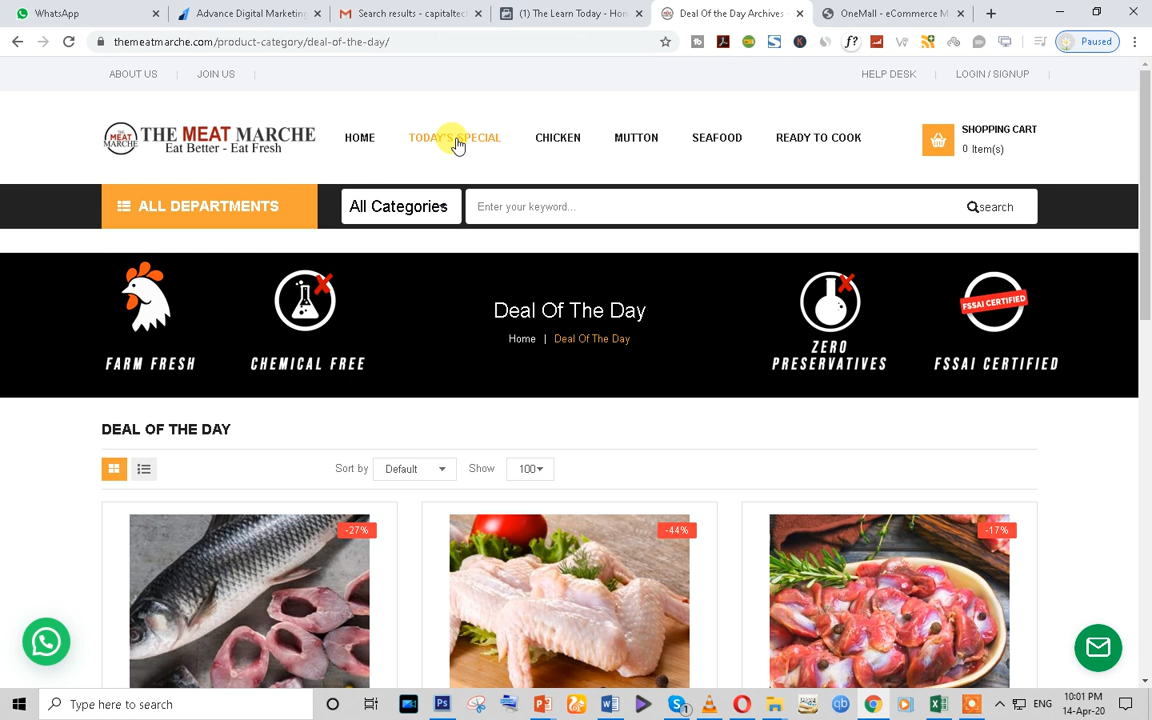 WhatsApp
Advance Digital Marketin
Search results - capitaltec
(1) The Learn Today - Hon
Deal Of the Day Archives -
OneMall - eCommerce M
themeatmarche.com/product-category/deal-of-the-day/
Paused
ABOUT US
JOIN US
HELP DESK
LOGIN / SIGNUP
THE MEAT MARCHE
THE MEAT MARCHE
Eat Better - Eat Fresh
HOME
TODAY'S SPECIAL
CHICKEN
MUTTON
SEAFOOD
READY TO COOK
SHOPPING CART
0 Item(s)
ALL DEPARTMENTS
All Categories
Enter your keyword...
search
FARM FRESH
CHEMICAL FREE
Deal Of The Day
Home | Deal Of The Day
ZERO
PRESERVATIVES
FSSAI CERTIFIED
FSSAI CERTIFIED
DEAL OF THE DAY
Sort by
Default
Show
100
-27%
-44%
-17%
Type here to search
ENG
10:01 PM
14-Apr-20